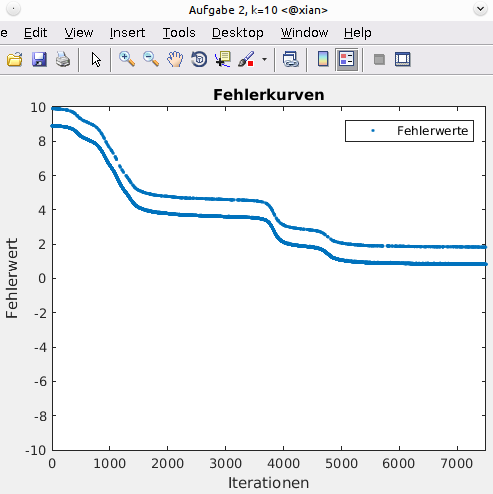 Aufgabe 2, k=10 <@xian>
e Edit View Insert Tools Desktop Window Help
Fehlerkurven
Fehlerwerte
10
8
6
4
2
0
-2
-4
-6
-8
-10
Fehlerwert
0 1000 2000 3000 4000 5000 6000 7000
Iterationen